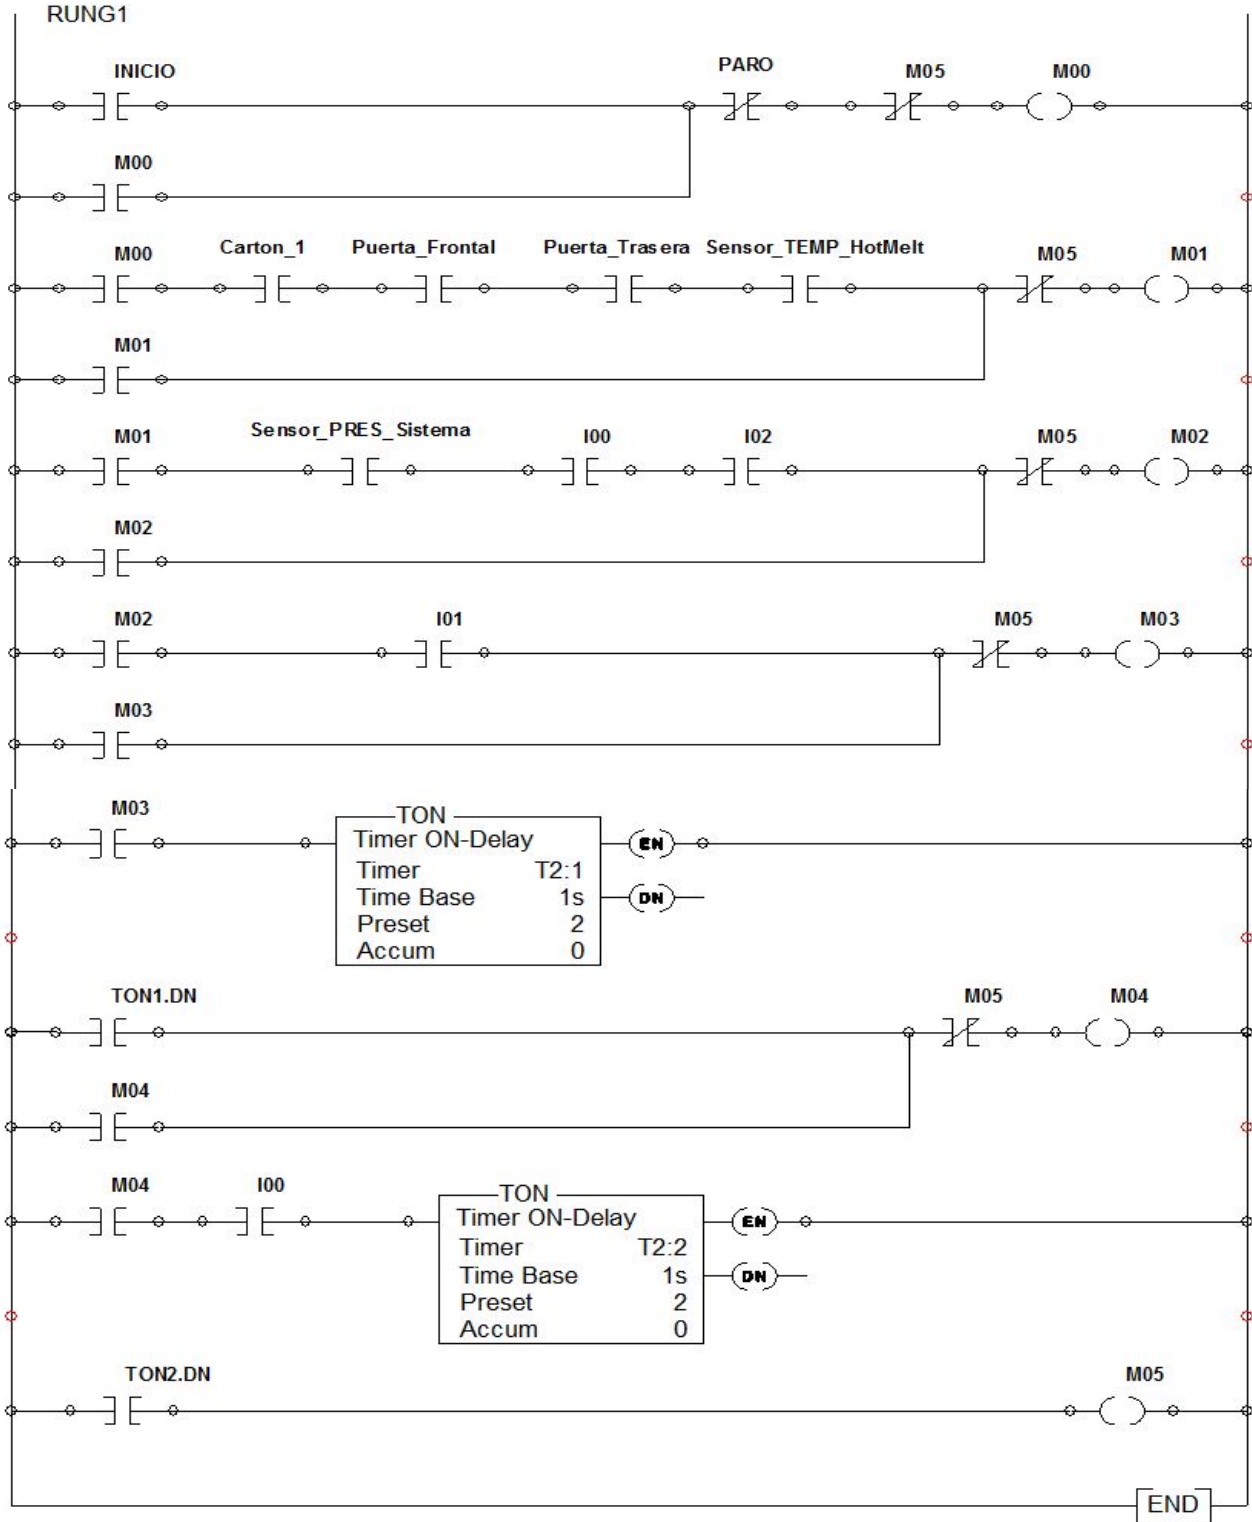 RUNG1
INICIO PARO M05 M00
M00
M00 Carton_1 Puerta_Frontal Puerta_Trasera Sensor_TEMP_HotMelt M05 M01
M01
M01 Sensor_PRES_Sistema I00 I02 M05 M02
M02
M02 I01 M05 M03
M03
M03 TON
Timer ON-Delay EN
Timer T2:1
Time Base 1s DN
Preset 2
Accum 0
TON1.DN M05 M04
M04
M04 I00 TON
Timer ON-Delay EN
Timer T2:2
Time Base 1s DN
Preset 2
Accum 0
TON2.DN M05
END